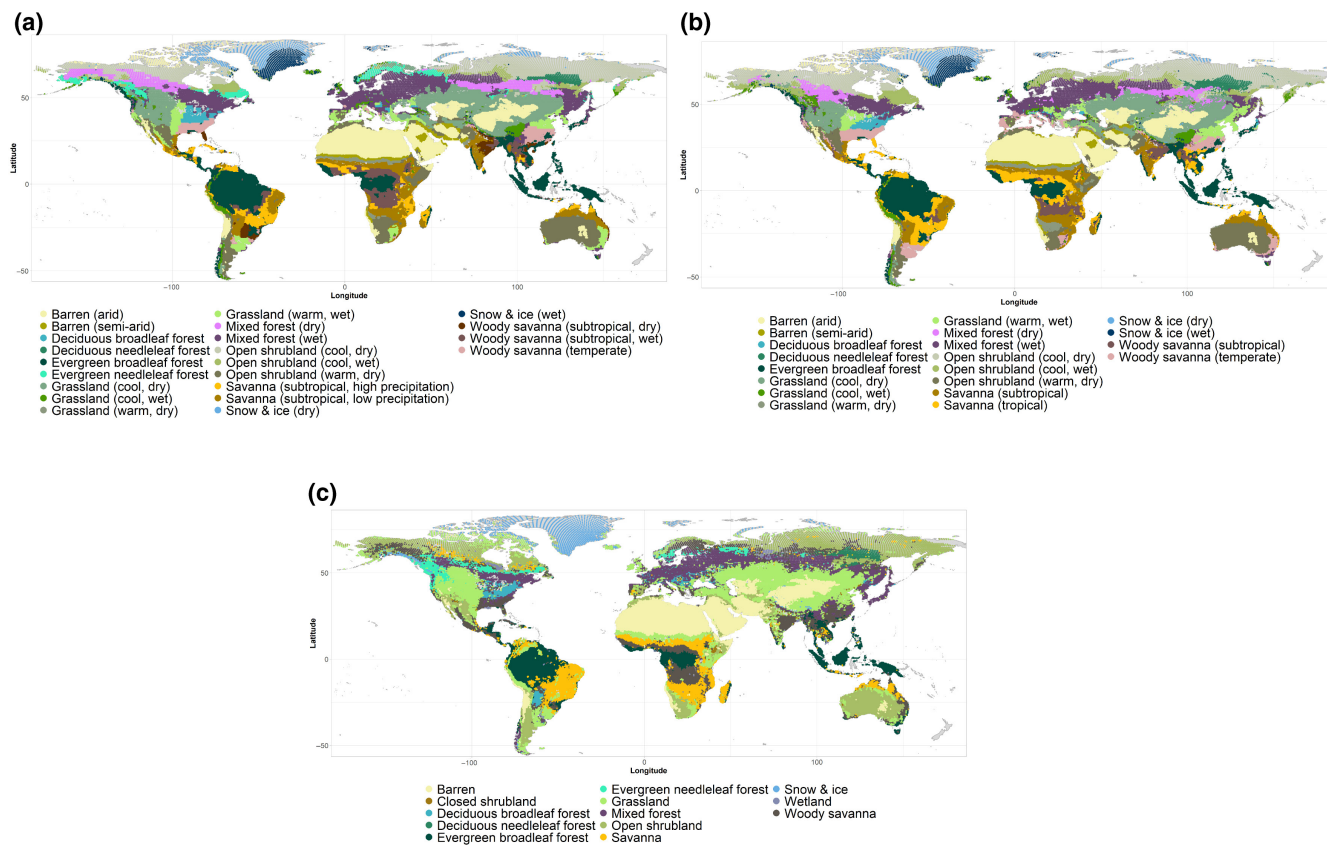 (a)
Latitude
50
0
−50
−100
0
100
Longitude
Barren (arid)
Barren (semi−arid)
Deciduous broadleaf forest
Deciduous needleleaf forest
Evergreen broadleaf forest
Evergreen needleleaf forest
Grassland (cool, dry)
Grassland (cool, wet)
Grassland (warm, dry)
Grassland (warm, wet)
Mixed forest (dry)
Mixed forest (wet)
Open shrubland (cool, dry)
Open shrubland (cool, wet)
Open shrubland (warm, dry)
Savanna (subtropical, high precipitation)
Savanna (subtropical, low precipitation)
Snow & ice (dry)
Snow & ice (wet)
Woody savanna (subtropical, dry)
Woody savanna (subtropical, wet)
Woody savanna (temperate)
(b)
Latitude
50
0
−50
−100
0
100
Longitude
Barren (arid)
Barren (semi−arid)
Deciduous broadleaf forest
Deciduous needleleaf forest
Evergreen broadleaf forest
Grassland (cool, dry)
Grassland (cool, wet)
Grassland (warm, dry)
Grassland (warm, wet)
Mixed forest (dry)
Mixed forest (wet)
Open shrubland (cool, dry)
Open shrubland (cool, wet)
Open shrubland (warm, dry)
Savanna (subtropical)
Savanna (tropical)
Snow & ice (dry)
Snow & ice (wet)
Woody savanna (subtropical)
Woody savanna (temperate)
(c)
Latitude
50
0
−50
−100
0
100
Longitude
Barren
Closed shrubland
Deciduous broadleaf forest
Deciduous needleleaf forest
Evergreen broadleaf forest
Evergreen needleleaf forest
Grassland
Mixed forest
Open shrubland
Savanna
Snow & ice
Wetland
Woody savanna